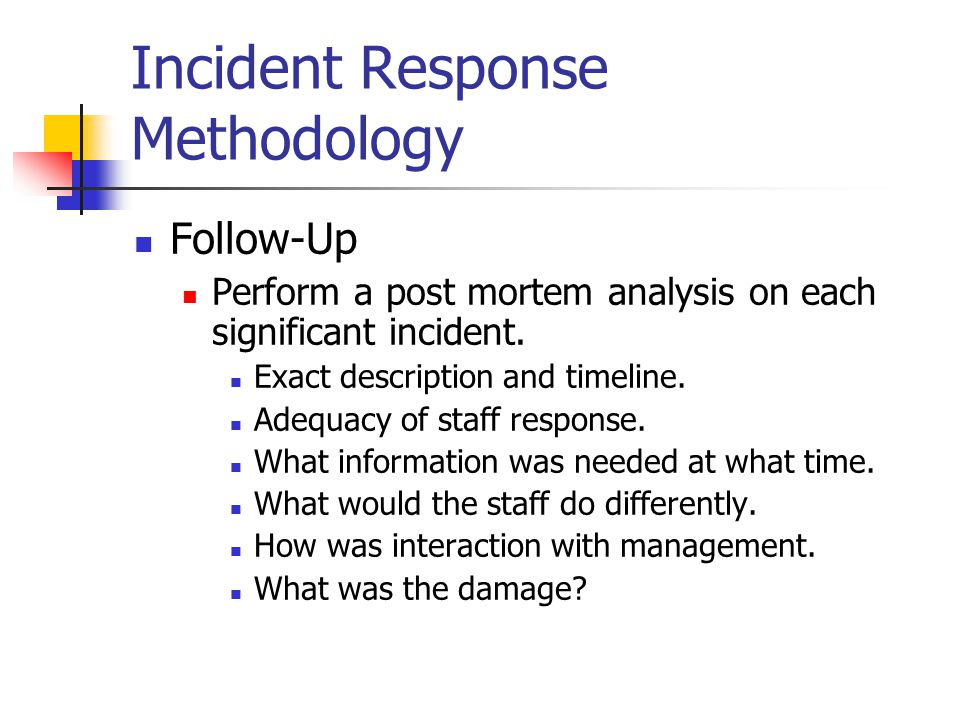 Incident Response
Methodology
Follow-Up
Perform a post mortem analysis on each
significant incident.
Exact description and timeline.
Adequacy of staff response.
What information was needed at what time.
What would the staff do differently.
How was interaction with management.
What was the damage?